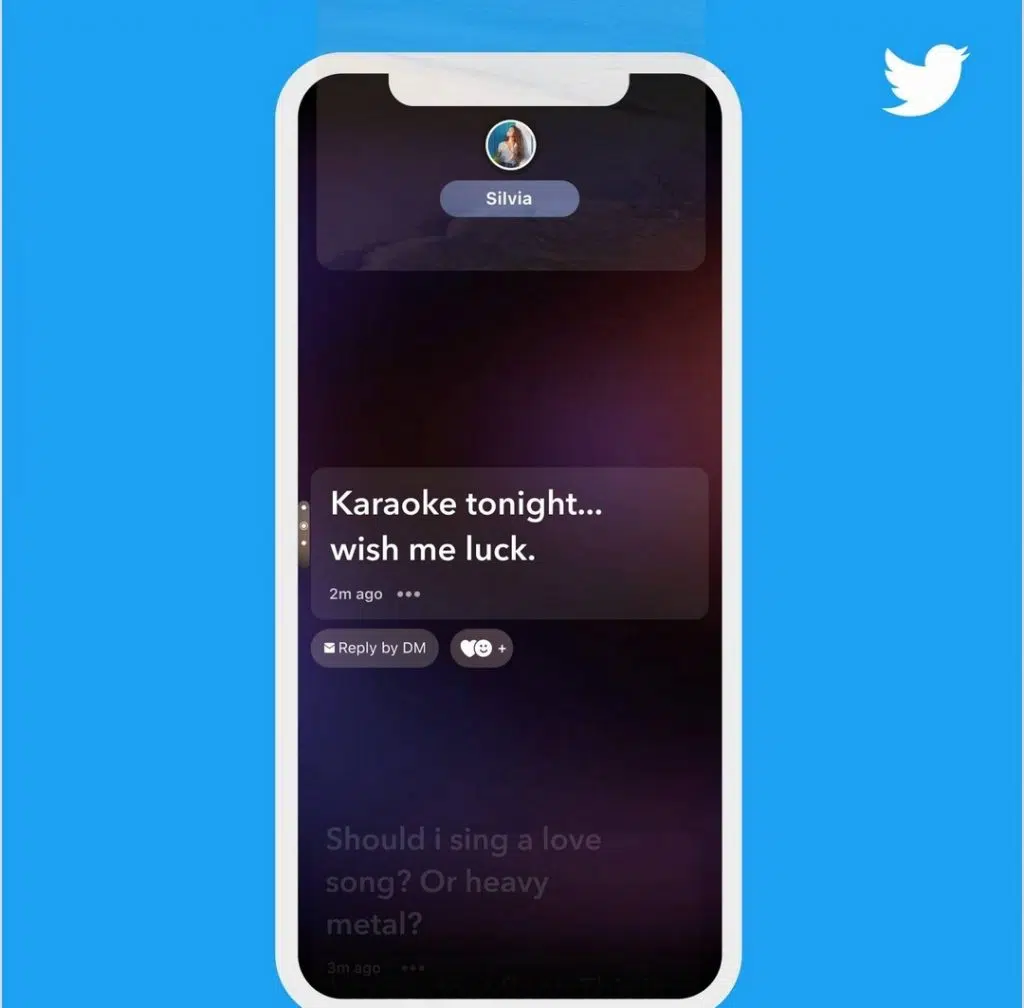 Silvia
Karaoke tonight...
wish me luck.
2m ago
Reply by DM
+
Should i sing a love
song? Or heavy
metal?
3m ago